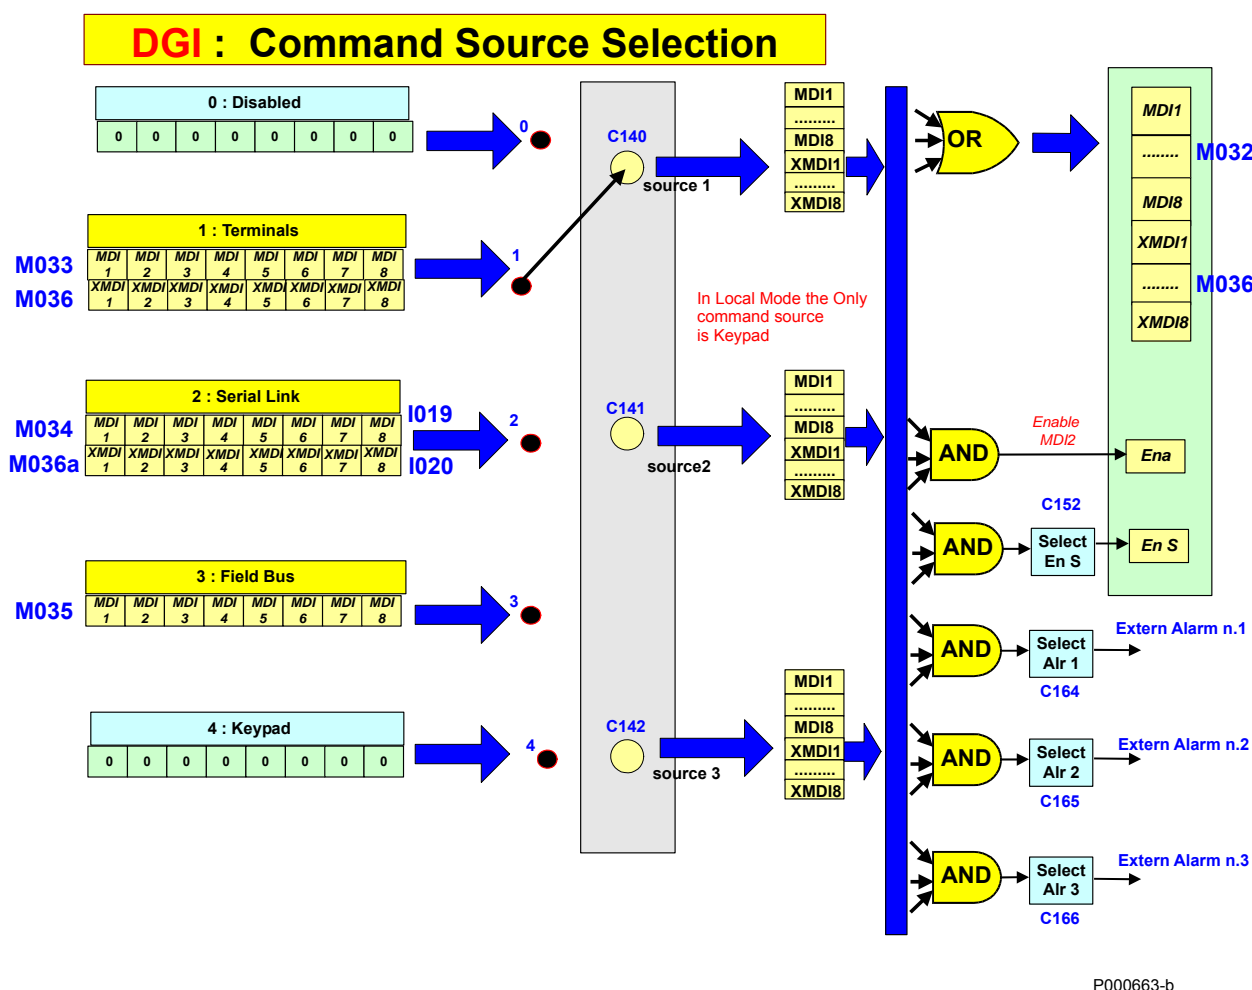 DGI : Command Source Selection
0 : Disabled
0 0 0 0 0 0 0 0
0
1 : Terminals
M033
MDI 1 MDI 2 MDI 3 MDI 4 MDI 5 MDI 6 MDI 7 MDI 8
M036
XMDI 1 XMDI 2 XMDI 3 XMDI 4 XMDI 5 XMDI 6 XMDI 7 XMDI 8
1
2 : Serial Link
M034
MDI 1 MDI 2 MDI 3 MDI 4 MDI 5 MDI 6 MDI 7 MDI 8
I019
M036a
XMDI 1 XMDI 2 XMDI 3 XMDI 4 XMDI 5 XMDI 6 XMDI 7 XMDI 8
I020
2
3 : Field Bus
M035
MDI 1 MDI 2 MDI 3 MDI 4 MDI 5 MDI 6 MDI 7 MDI 8
3
4 : Keypad
0 0 0 0 0 0 0 0
4
C140
source 1
C141
source2
C142
source 3
MDI1
.........
MDI8
XMDI1
.........
XMDI8
In Local Mode the Only
command source
is Keypad
MDI1
.........
MDI8
XMDI1
.........
XMDI8
MDI1
.........
MDI8
XMDI1
.........
XMDI8
OR
MDI1
........
M032
MDI8
XMDI1
........
M036
XMDI8
AND
Enable
MDI2
Ena
AND
C152
Select
En S
En S
AND
Select
Alr 1
C164
Extern Alarm n.1
AND
Select
Alr 2
C165
Extern Alarm n.2
AND
Select
Alr 3
C166
Extern Alarm n.3
P000663-b